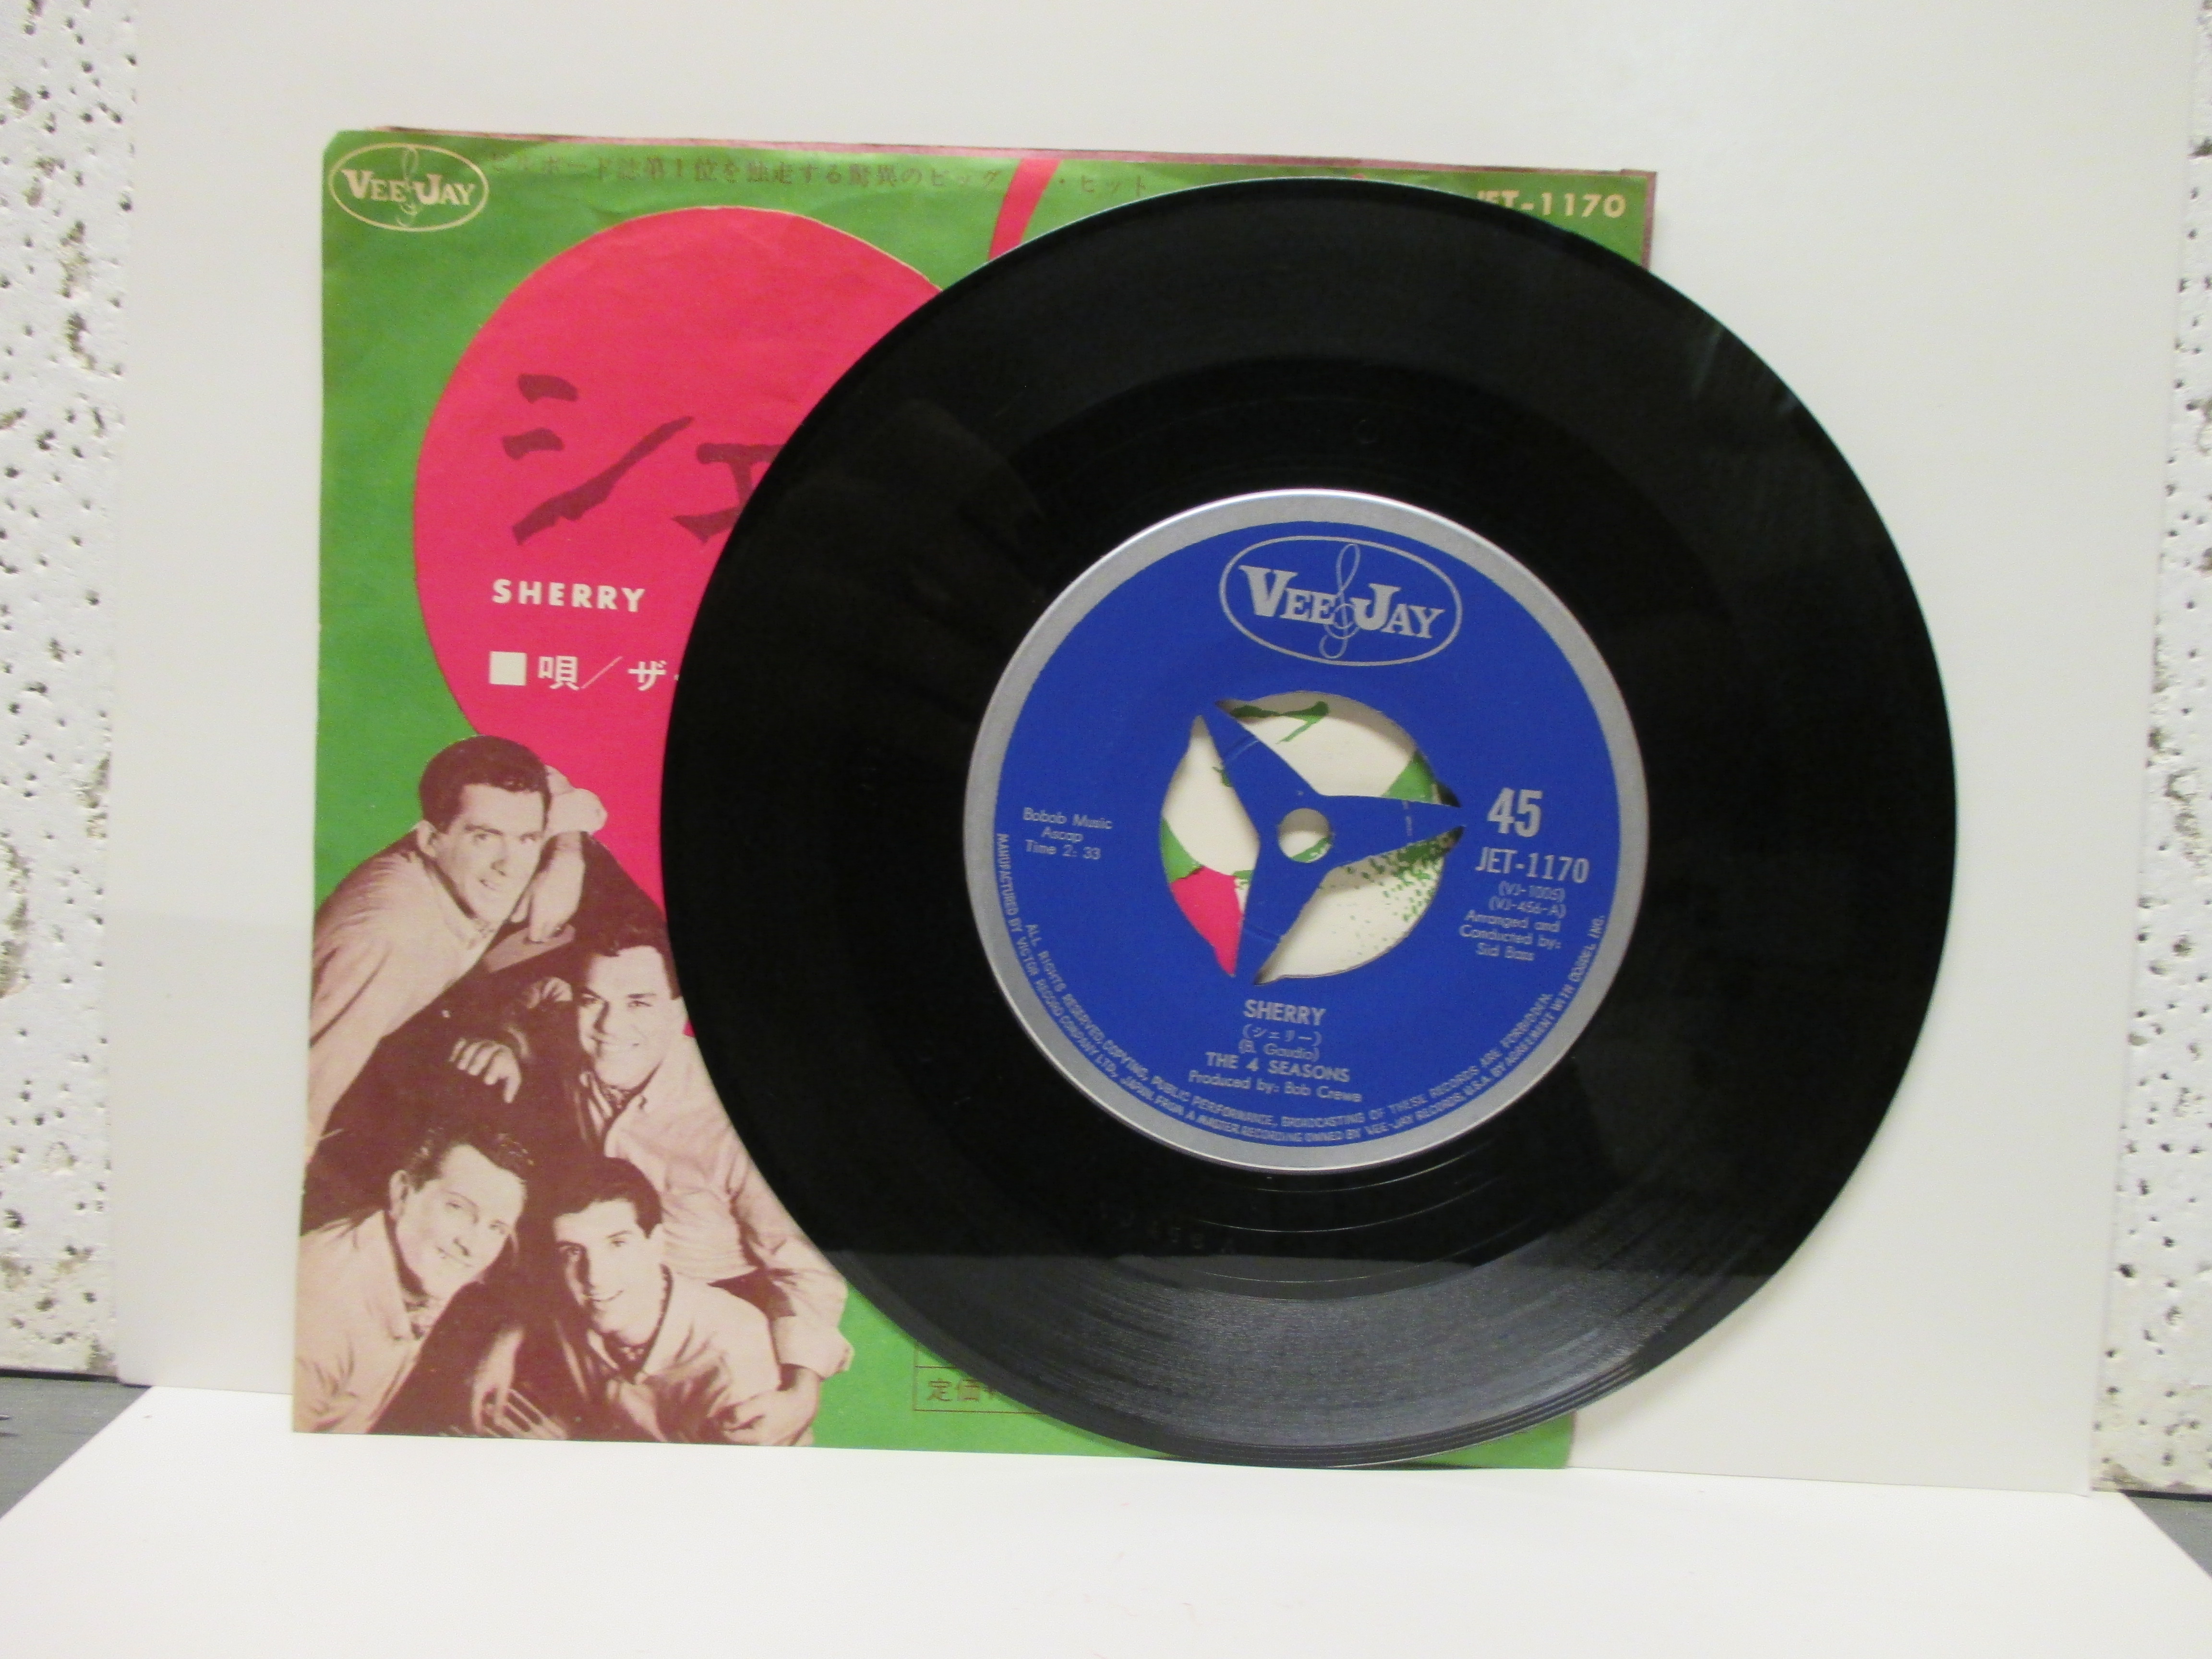 VEE JAY
ビルボード誌第1位を独走する驚異のビッグ・ヒット
JET-1170
シェ
SHERRY
■唄／ザ・
定価
VEE JAY
45
JET-1170
(VJ-1005)
(VJ-456-A)
Arranged and
Conducted by:
Sid Bass
Bobob Music
Ascap
Time 2:33
SHERRY
(シェリー)
(B. Gaudio)
THE 4 SEASONS
Produced by: Bob Crewe
ALL RIGHTS RESERVED, COPYING, PUBLIC PERFORMANCE, BROADCASTING OF THESE RECORDS ARE FORBIDDEN.
MANUFACTURED BY VICTOR RECORD COMPANY LTD., JAPAN. FROM A MASTER RECORDING OWNED BY VEE-JAY RECORDS, U.S.A. BY AGREEMENT WITH INC.